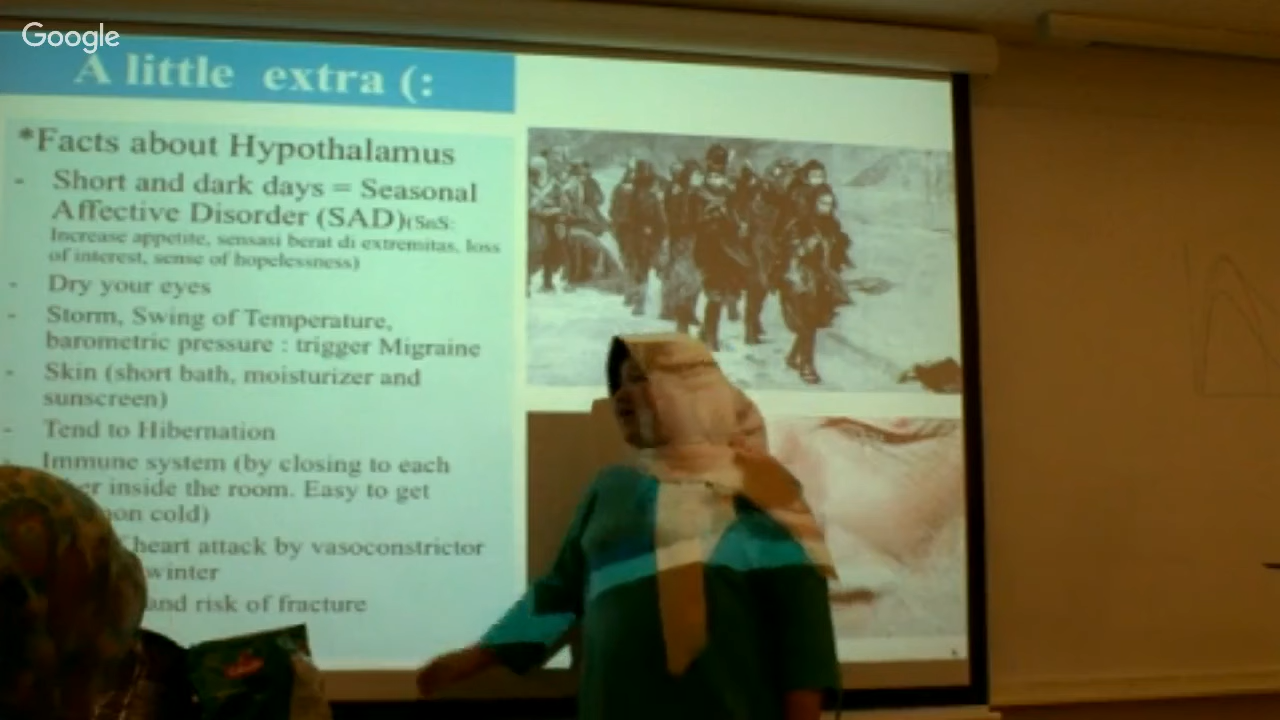 Google
A little extra (:
*Facts about Hypothalamus
- Short and dark days = Seasonal
Affective Disorder (SAD)(SnS:
Increase appetite, sensasi berat di extremitas, loss
of interest, sense of hopelessness)
- Dry your eyes
- Storm, Swing of Temperature,
barometric pressure : trigger Migraine
- Skin (short bath, moisturizer and
sunscreen)
- Tend to Hibernation
- Immune system (by closing to each
er inside the room. Easy to get
on cold)
heart attack by vasoconstrictor
winter
and risk of fracture